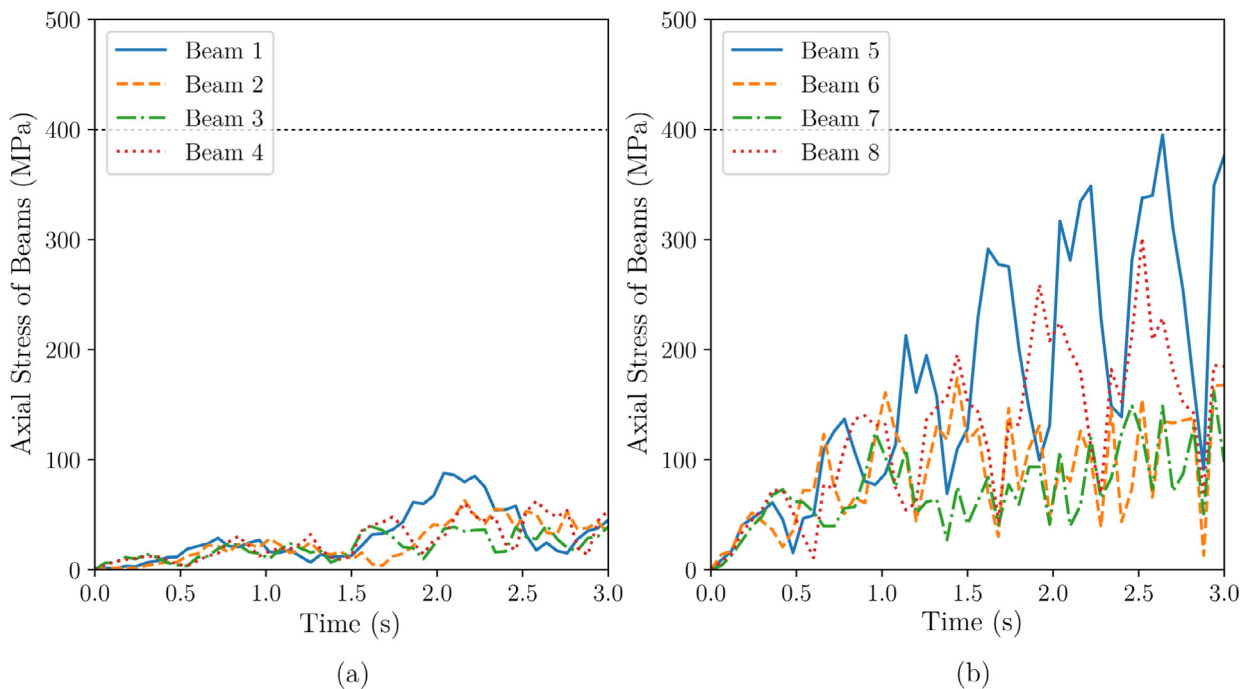 Axial Stress of Beams (MPa)
500
400
300
200
100
0
Beam 1
Beam 2
Beam 3
Beam 4
0.0 0.5 1.0 1.5 2.0 2.5 3.0
Time (s)
(a)
Axial Stress of Beams (MPa)
500
400
300
200
100
0
Beam 5
Beam 6
Beam 7
Beam 8
0.0 0.5 1.0 1.5 2.0 2.5 3.0
Time (s)
(b)